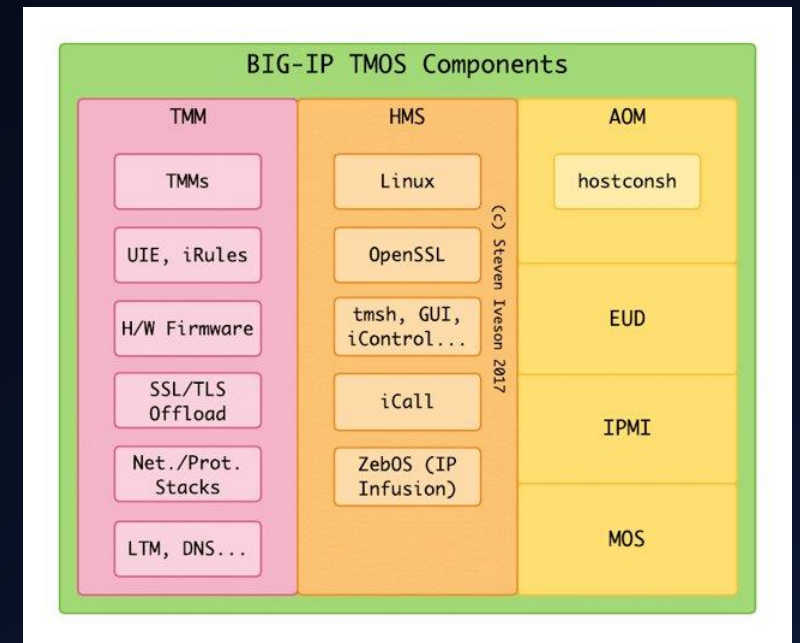 BIG-IP TMOS Components
TMM
TMMs
UIE, iRules
H/W Firmware
SSL/TLS
Offload
Net./Prot.
Stacks
LTM, DNS...
HMS
Linux
OpenSSL
tmsh, GUI,
iControl...
iCall
ZebOS (IP
Infusion)
(c) Steven Iveson 2017
AOM
hostconsh
EUD
IPMI
MOS